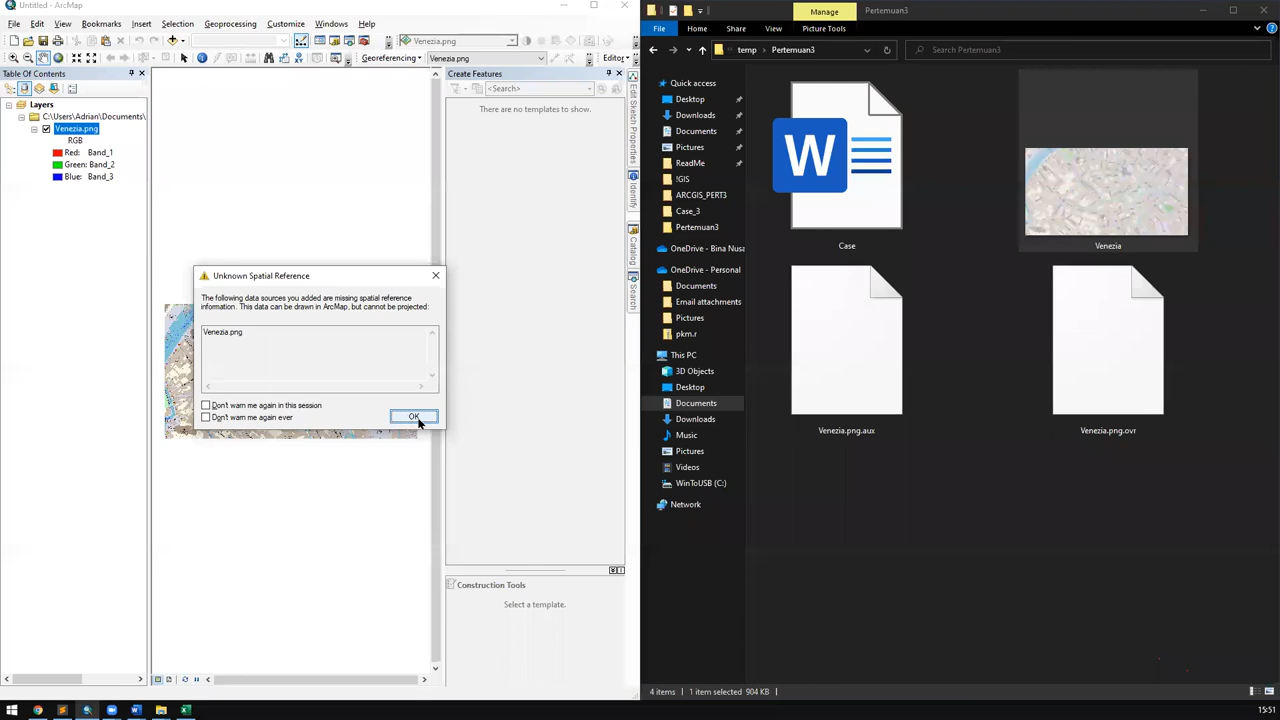 Untitled - ArcMap
File Edit View Bookmarks Insert Selection Geoprocessing Customize Windows Help
Venezia.png
Georeferencing Venezia.png Editor
Table Of Contents
Layers
C:\Users\Adrian\Documents\
Venezia.png
RGB
Red: Band_1
Green: Band_2
Blue: Band_3
Unknown Spatial Reference
The following data sources you added are missing spatial reference
information. This data can be drawn in ArcMap, but cannot be projected:
Venezia.png
Don't warn me again in this session
Don't warn me again ever
OK
Create Features
<Search>
There are no templates to show.
Construction Tools
Select a template.
Edit Sketch Properties
Identify
Catalog
Search
Manage
Pertemuan3
File Home Share View Picture Tools
temp Pertemuan3
Search Pertemuan3
Quick access
Desktop
Downloads
Documents
Pictures
ReadMe
!GIS
ARCGIS_PERT3
Case_3
Pertemuan3
OneDrive - Bina Nusa
OneDrive - Personal
Documents
Email attachments
Pictures
pkm.r
This PC
3D Objects
Desktop
Documents
Downloads
Music
Pictures
Videos
WinToUSB (C:)
Network
W
Case
Venezia
Venezia.png.aux
Venezia.png.ovr
4 items 1 item selected 904 KB
15:51